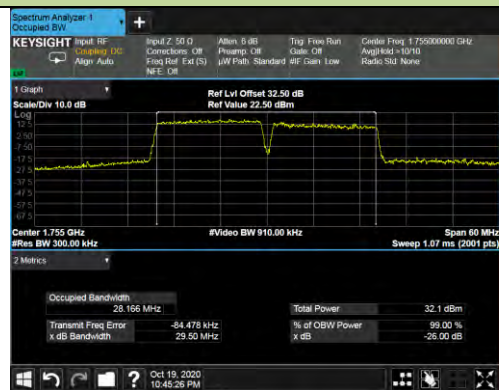 Spectrum Analyzer 1
Occupied BW
+
KEYSIGHT Input: RF Input Z: 50 Ω Atten: 6 dB Trig: Free Run Center Freq: 1.755000000 GHz
Coupling: DC Corrections: Off Preamp: Off Gate: Off Avg|Hold:>10/10
Align: Auto Freq Ref: Ext (S) µW Path: Standard #IF Gain: Low Radio Std: None
NFE: Off
1 Graph
Ref Lvl Offset 32.50 dB
Scale/Div 10.0 dB Ref Value 22.50 dBm
Log
12.5
2.50
-7.50
-17.5
-27.5
-37.5
-47.5
-57.5
-67.5
Center 1.755 GHz #Video BW 910.00 kHz Span 60 MHz
#Res BW 300.00 kHz Sweep 1.07 ms (2001 pts)
2 Metrics
Occupied Bandwidth
28.166 MHz Total Power 32.1 dBm
Transmit Freq Error -84.478 kHz % of OBW Power 99.00 %
x dB Bandwidth 29.50 MHz x dB -26.00 dB
? Oct 19, 2020
10:45:26 PM